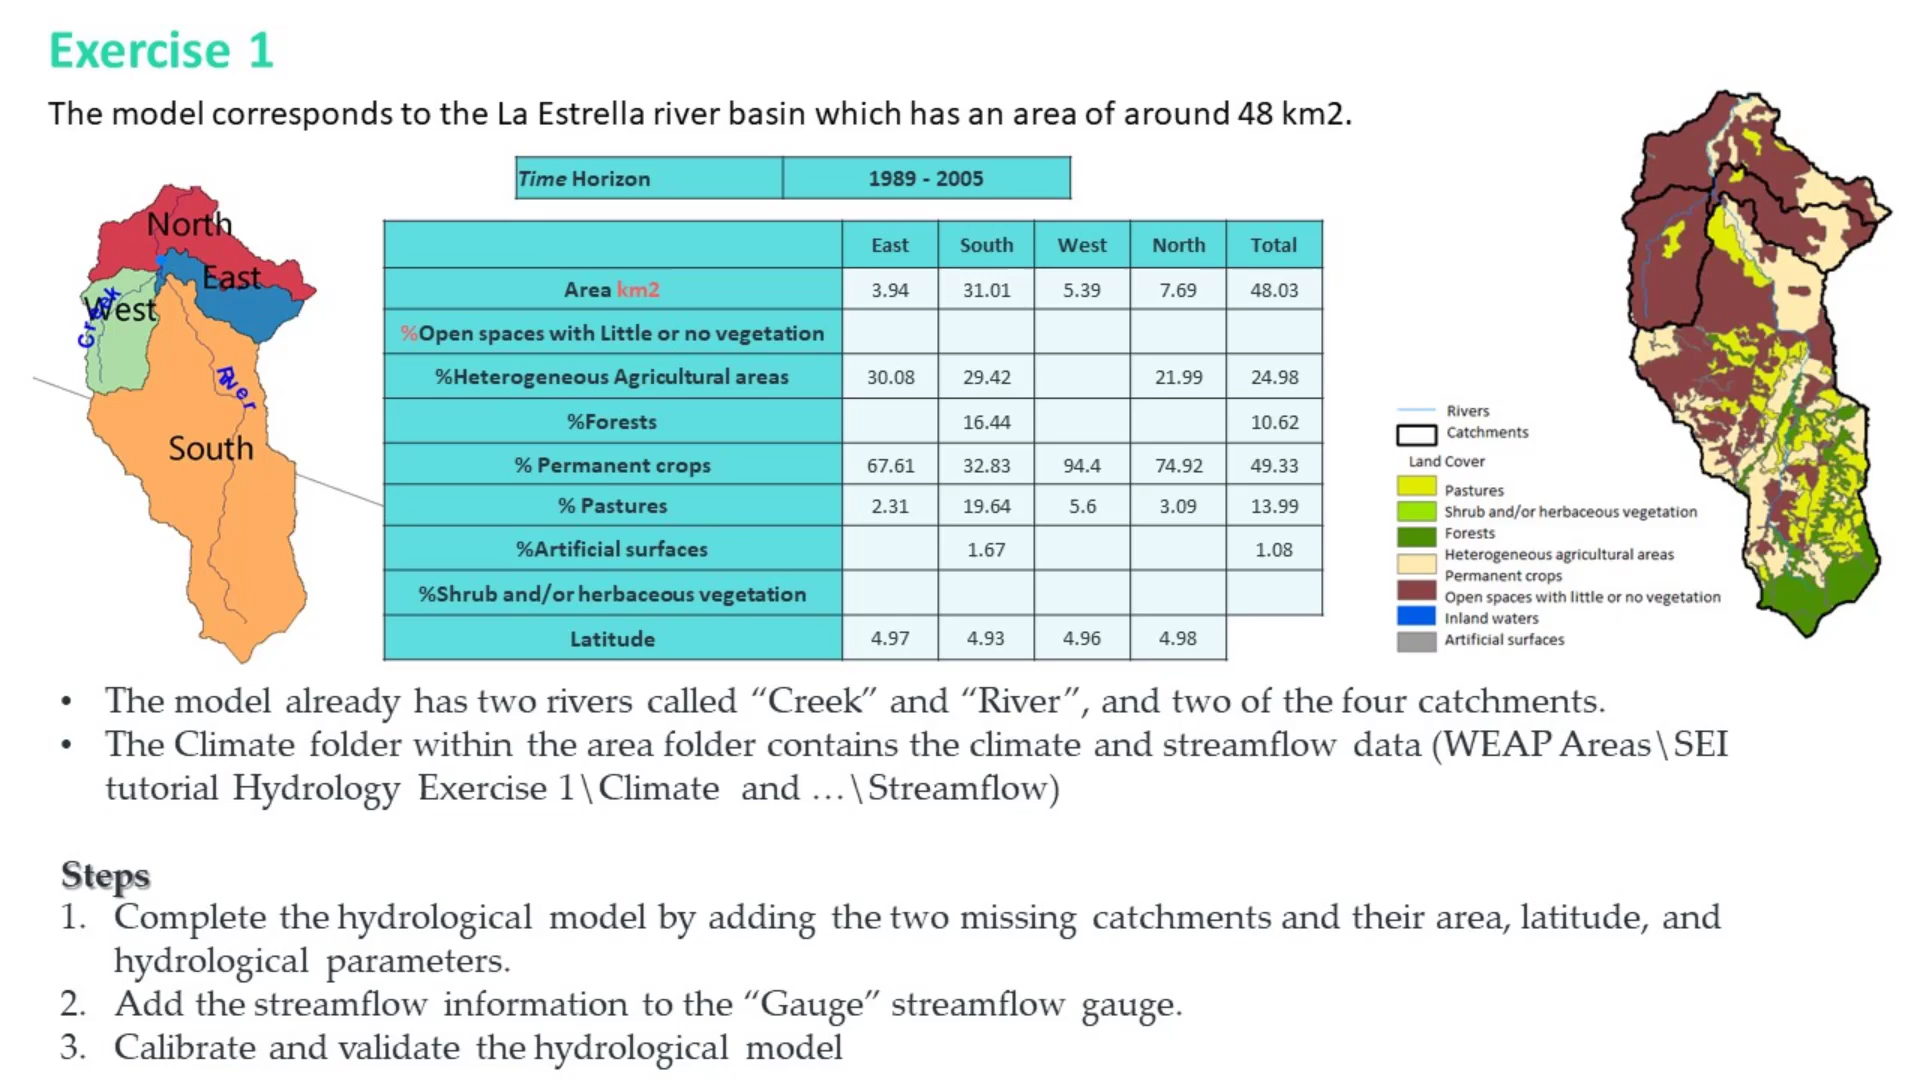 Exercise 1
The model corresponds to the La Estrella river basin which has an area of around 48 km2.
Time Horizon 1989 - 2005
North
East
West
Creek
River
South
East South West North Total
Area km2 3.94 31.01 5.39 7.69 48.03
%Open spaces with Little or no vegetation
%Heterogeneous Agricultural areas 30.08 29.42 21.99 24.98
%Forests 16.44 10.62
% Permanent crops 67.61 32.83 94.4 74.92 49.33
% Pastures 2.31 19.64 5.6 3.09 13.99
%Artificial surfaces 1.67 1.08
%Shrub and/or herbaceous vegetation
Latitude 4.97 4.93 4.96 4.98
Rivers
Catchments
Land Cover
Pastures
Shrub and/or herbaceous vegetation
Forests
Heterogeneous agricultural areas
Permanent crops
Open spaces with little or no vegetation
Inland waters
Artificial surfaces
• The model already has two rivers called “Creek” and “River”, and two of the four catchments.
• The Climate folder within the area folder contains the climate and streamflow data (WEAP Areas\SEI
tutorial Hydrology Exercise 1\Climate and …\Streamflow)
Steps
1. Complete the hydrological model by adding the two missing catchments and their area, latitude, and
hydrological parameters.
2. Add the streamflow information to the “Gauge” streamflow gauge.
3. Calibrate and validate the hydrological model